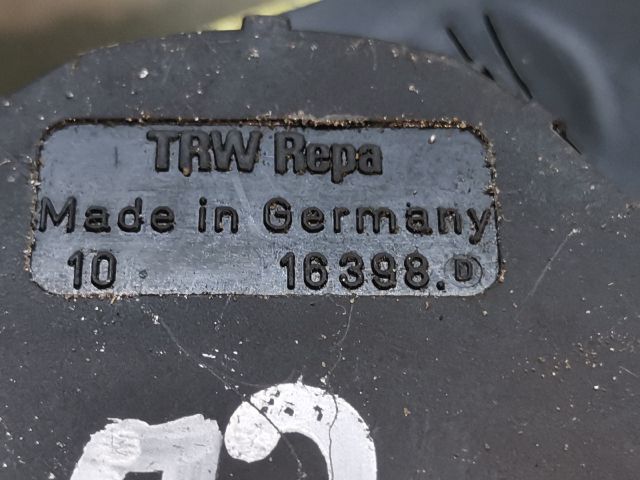 TRW Repa
Made in Germany
10 16398. D